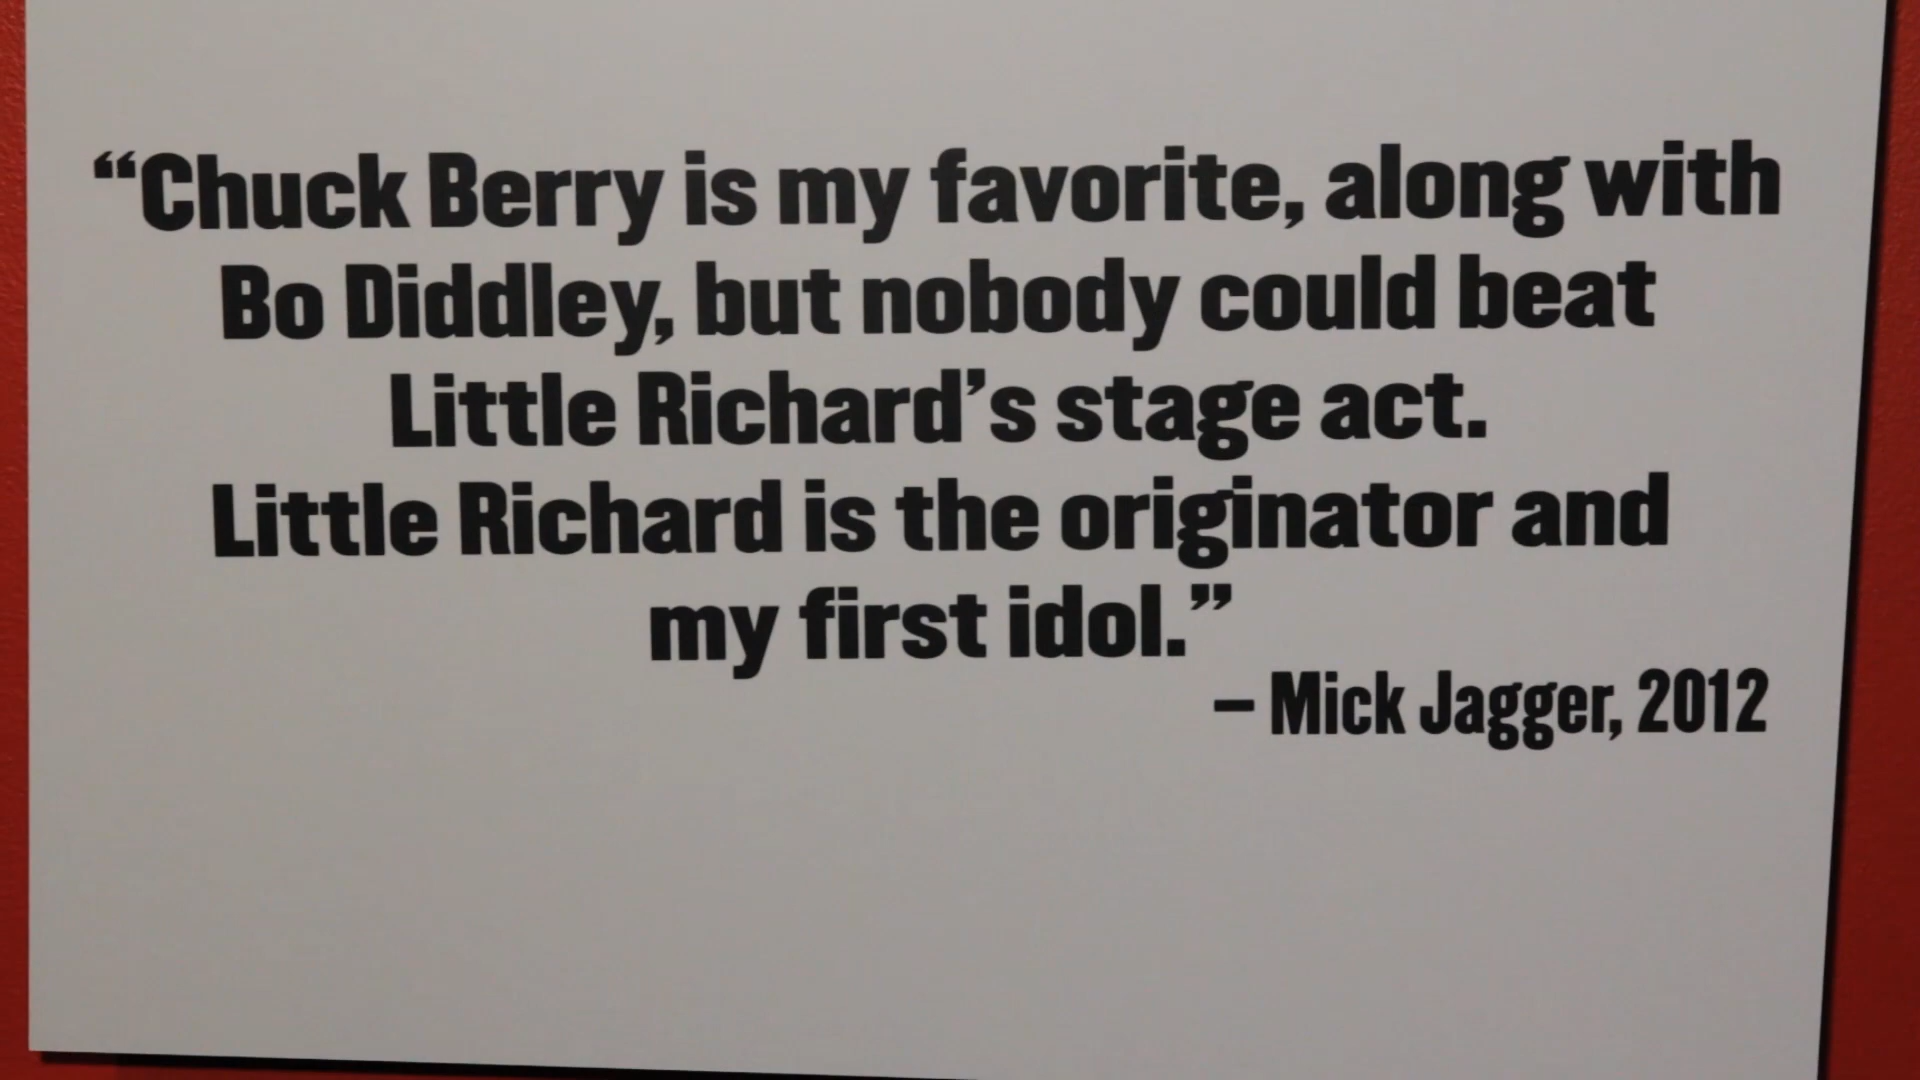 “Chuck Berry is my favorite, along with
Bo Diddley, but nobody could beat
Little Richard’s stage act.
Little Richard is the originator and
my first idol.”
– Mick Jagger, 2012